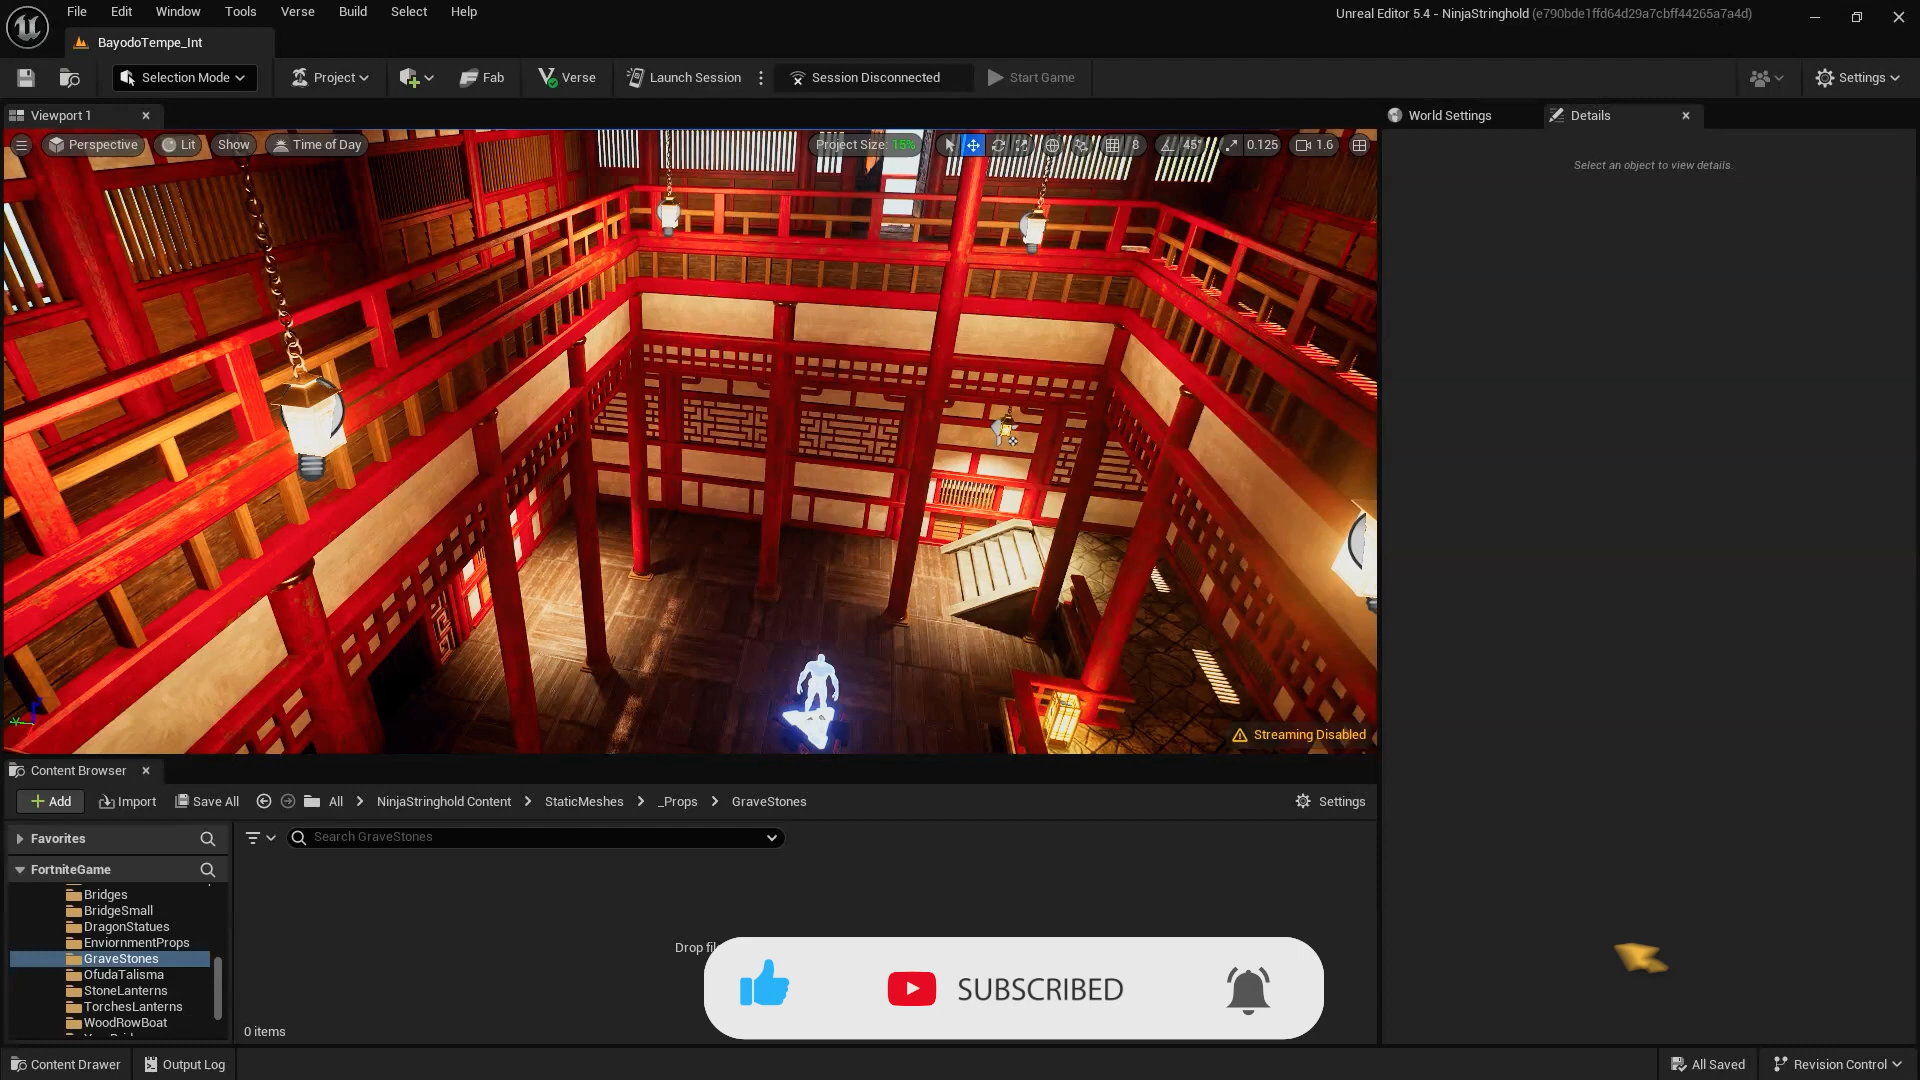 File Edit Window Tools Verse Build Select Help
Unreal Editor 5.4 - NinjaStringhold (e790bde1ffd64d29a7cbff44265a7a4d)
BayodoTempe_Int
Selection Mode Project Fab Verse Launch Session Session Disconnected Start Game Settings
Viewport 1
World Settings Details
Perspective Lit Show Time of Day Project Size: 15% 8 45° 0.125 1.6
Select an object to view details.
Streaming Disabled
Content Browser
Add Import Save All All NinjaStringhold Content StaticMeshes _Props GraveStones Settings
Favorites
Search GraveStones
FortniteGame
Bridges
BridgeSmall
DragonStatues
EnviornmentProps
GraveStones
OfudaTalisma
StoneLanterns
TorchesLanterns
WoodRowBoat
Drop
SUBSCRIBED
0 items
Content Drawer Output Log All Saved Revision Control